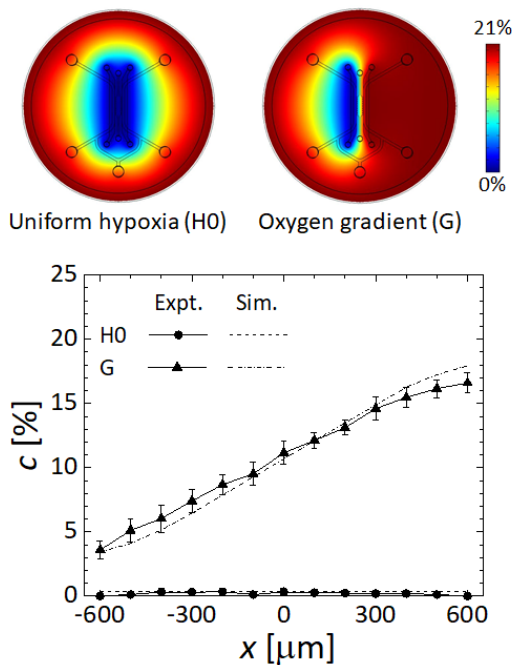 21%
0%
Uniform hypoxia (H0) Oxygen gradient (G)
25
20
15
10
5
0
c [%]
Expt. Sim.
H0
G
-600 -300 0 300 600
x [μm]